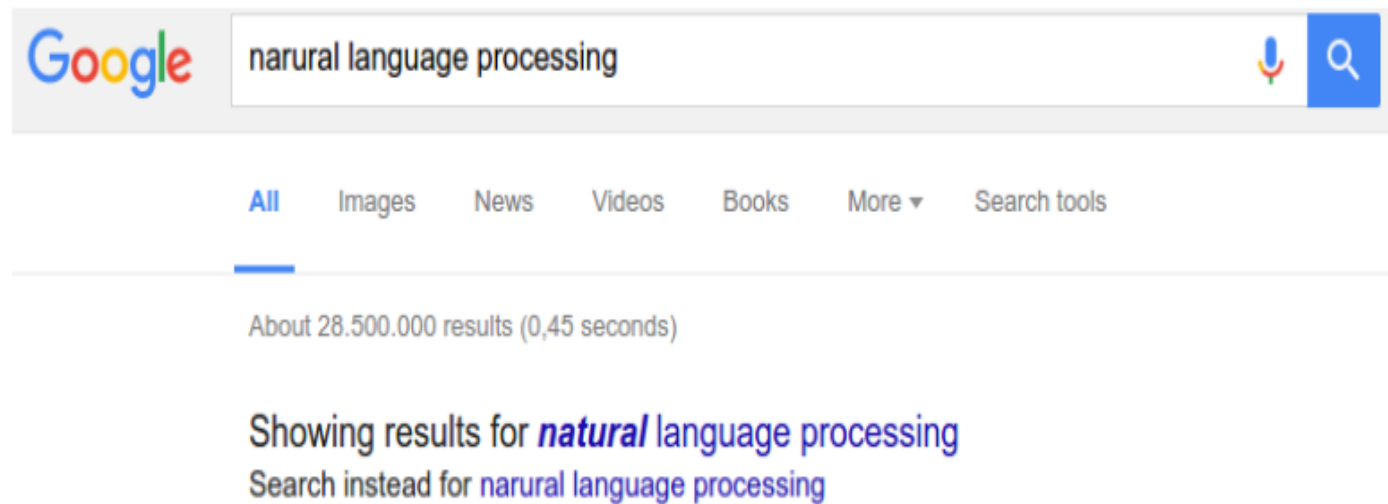 Google narural language processing
All Images News Videos Books More ▾ Search tools
About 28.500.000 results (0,45 seconds)
Showing results for natural language processing
Search instead for narural language processing